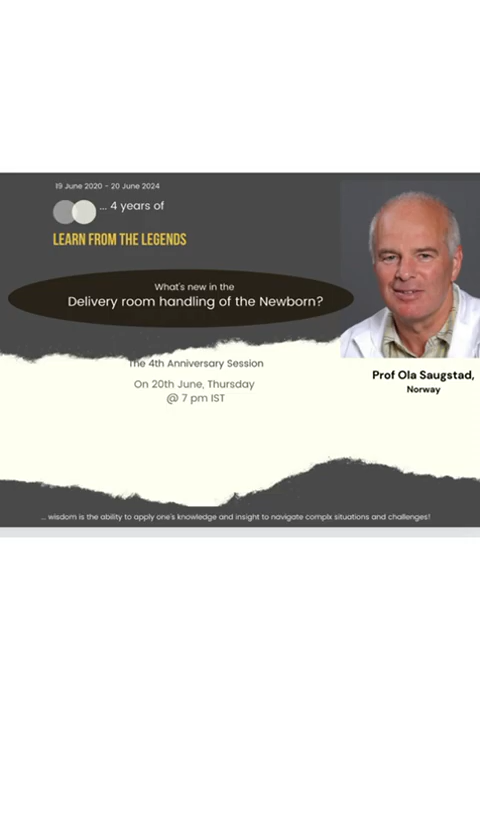 19 June 2020 - 20 June 2024
... 4 years of
LEARN FROM THE LEGENDS
What's new in the
Delivery room handling of the Newborn?
The 4th Anniversary Session
On 20th June, Thursday
@ 7 pm IST
Prof Ola Saugstad,
Norway
... wisdom is the ability to apply one's knowledge and insight to navigate complx situations and challenges!